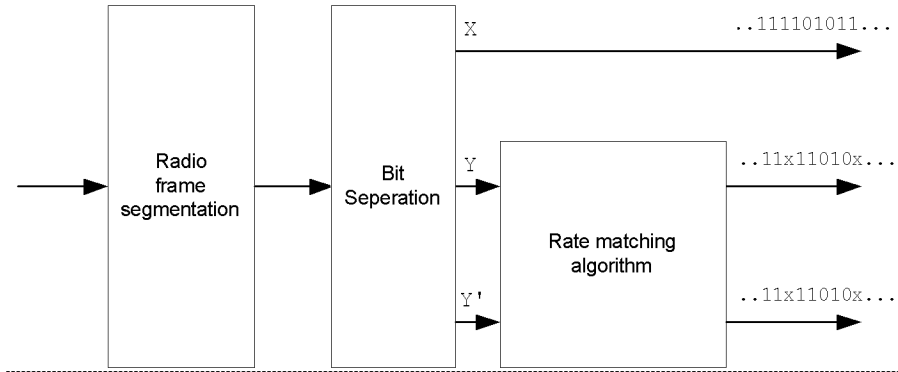 X
..111101011...
Radio
frame
segmentation
Bit
Seperation
Y
..11x11010x...
Rate matching
algorithm
Y'
..11x11010x...